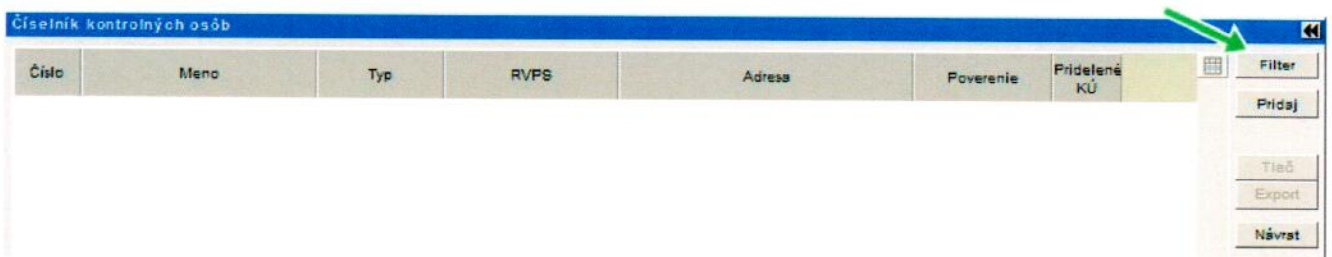 Číselník kontrolných osôb
Číslo Meno Typ RVPS Adresa Poverenie Pridelené KÚ
Filter
Pridaj
Tlač
Export
Návrat